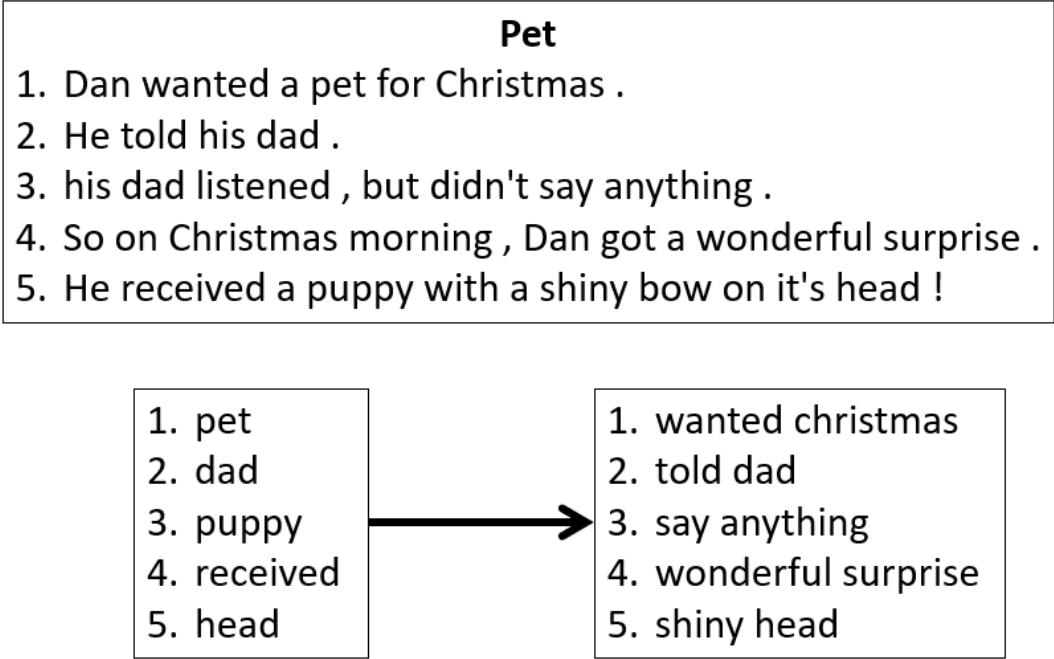 Pet
1. Dan wanted a pet for Christmas .
2. He told his dad .
3. his dad listened , but didn't say anything .
4. So on Christmas morning , Dan got a wonderful surprise .
5. He received a puppy with a shiny bow on it's head !
1. pet
2. dad
3. puppy
4. received
5. head
1. wanted christmas
2. told dad
3. say anything
4. wonderful surprise
5. shiny head